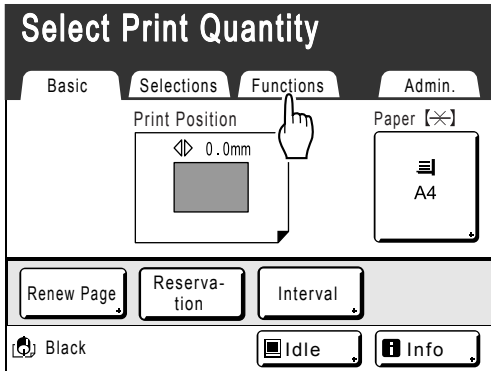 Select Print Quantity
Basic Selections Functions Admin.
Print Position Paper【⚹】
0.0mm
A4
Renew Page Reserva-
tion Interval
Black Idle Info